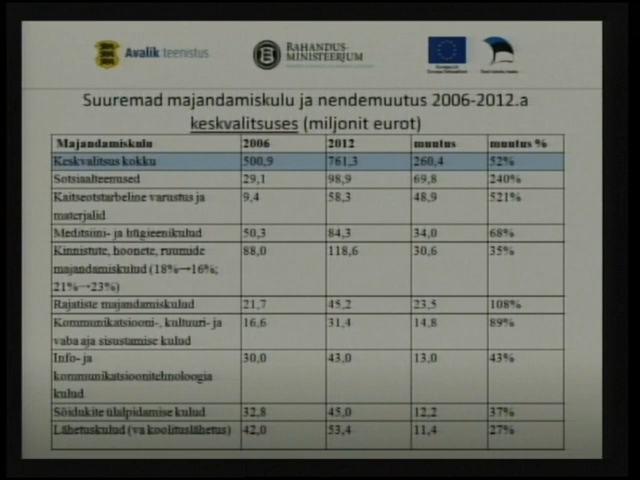 Avalik teenistus
RAHANDUS-
MINISTEERIUM
Suuremad majandamiskulu ja nendemuutus 2006-2012.a
keskvalitsuses (miljonit eurot)
Majandamiskulu 2006 2012 muutus muutus %
Keskvalitsus kokku 500,9 761,3 260,4 52%
Sotsiaalteenused 29,1 98,9 69,8 240%
Kaitseotstarbeline varustus ja 9,4 58,3 48,9 521%
materjalid
Meditsiini- ja hügieenikulud 50,3 84,3 34,0 68%
Kinnistute, hoonete, ruumide 88,0 118,6 30,6 35%
majandamiskulud (18%→16%;
21%→23%)
Rajatiste majandamiskulud 21,7 45,2 23,5 108%
Kommunikatsiooni-, kultuuri- ja 16,6 31,4 14,8 89%
vaba aja sisustamise kulud
Info- ja 30,0 43,0 13,0 43%
kommunikatsioonitehnoloogia
kulud
Sõidukite ülalpidamise kulud 32,8 45,0 12,2 37%
Lähetuskulud (va koolituslähetus) 42,0 53,4 11,4 27%